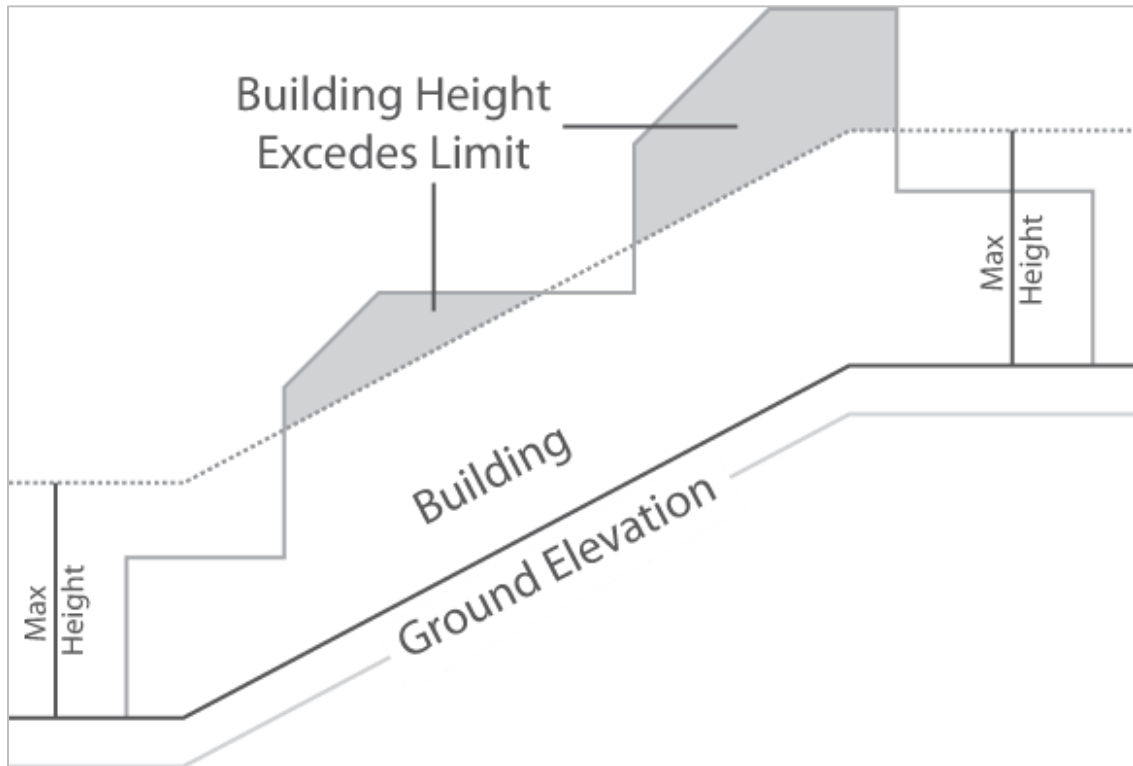 Building Height
Excedes Limit
Max
Height
Building
Ground Elevation
Max
Height